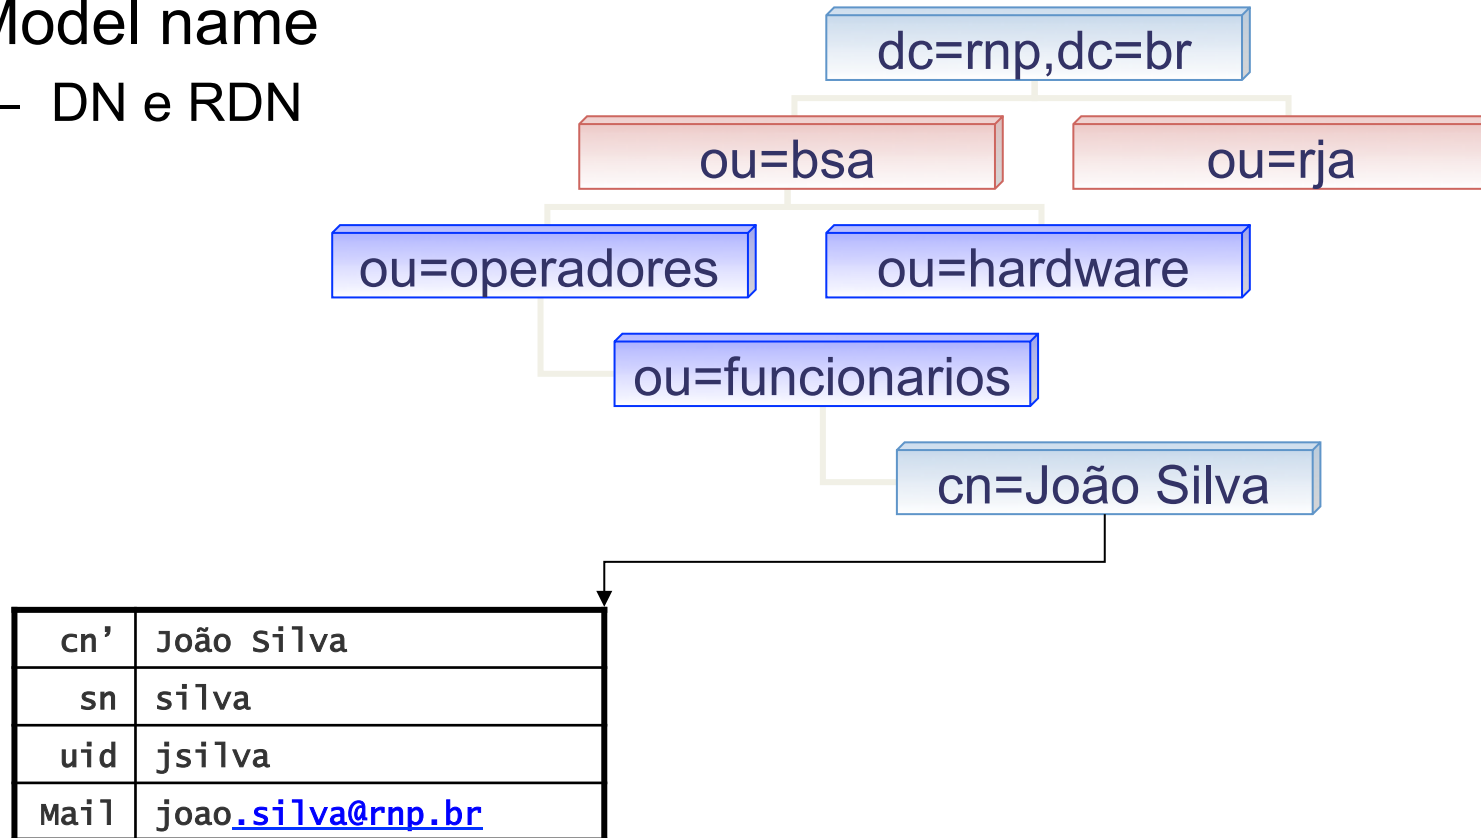 Model name
– DN e RDN
dc=rnp,dc=br
ou=bsa
ou=rja
ou=operadores
ou=hardware
ou=funcionarios
cn=João Silva
cn’ João Silva
sn silva
uid jsilva
Mail joao.silva@rnp.br